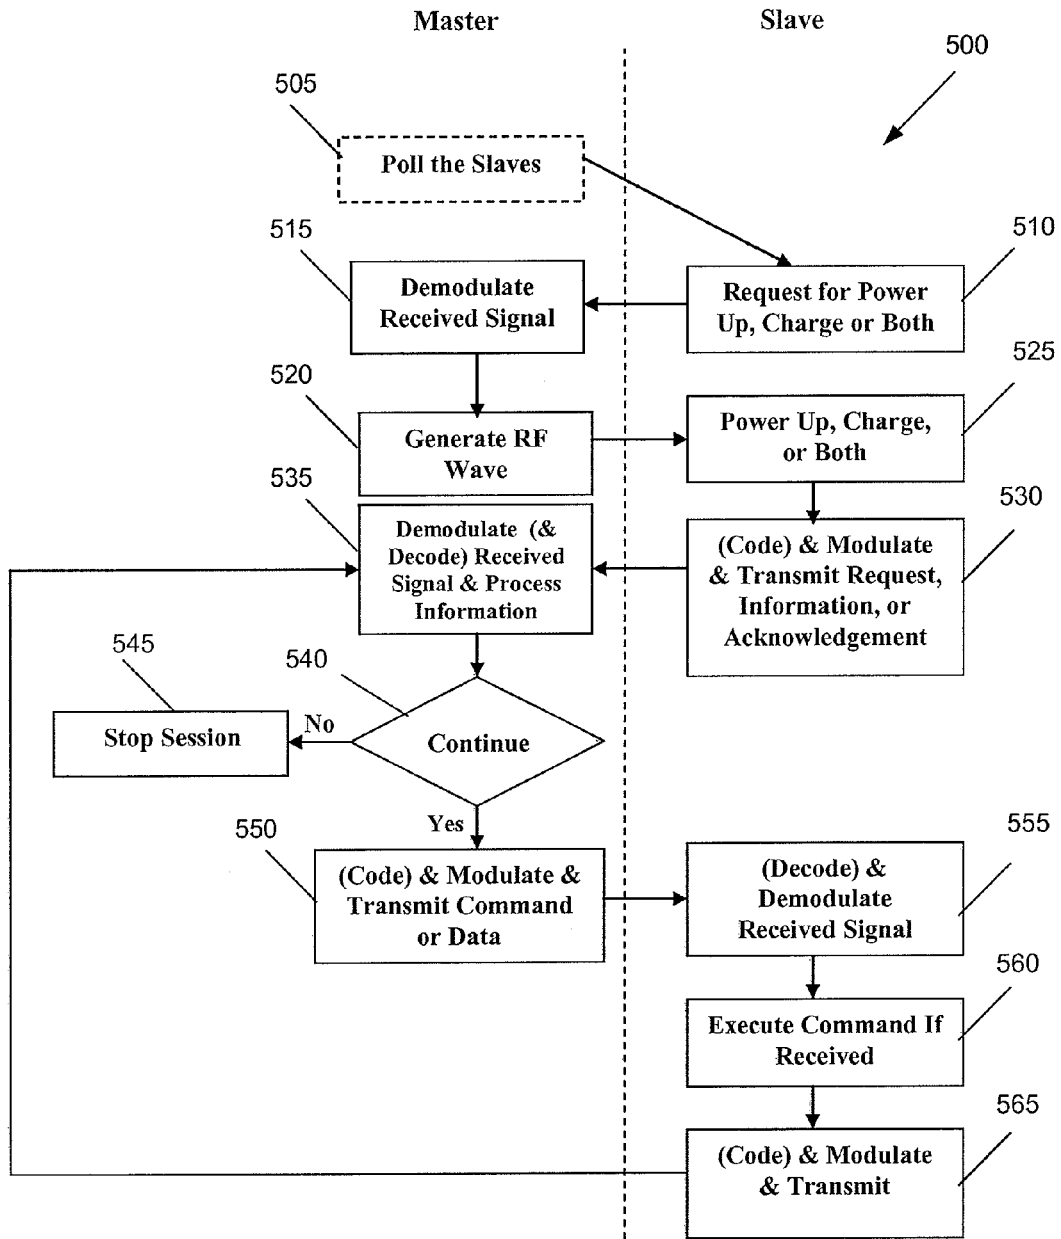 Master
Slave
500
505
Poll the Slaves
515
510
Demodulate
Received Signal
Request for Power
Up, Charge or Both
520
525
Generate RF
Wave
Power Up, Charge,
or Both
535
530
Demodulate (&
Decode) Received
Signal & Process
Information
(Code) & Modulate
& Transmit Request,
Information, or
Acknowledgement
545
540
Stop Session
No
Continue
Yes
550
555
(Code) & Modulate &
Transmit Command
or Data
(Decode) &
Demodulate
Received Signal
560
Execute Command If
Received
565
(Code) & Modulate
& Transmit